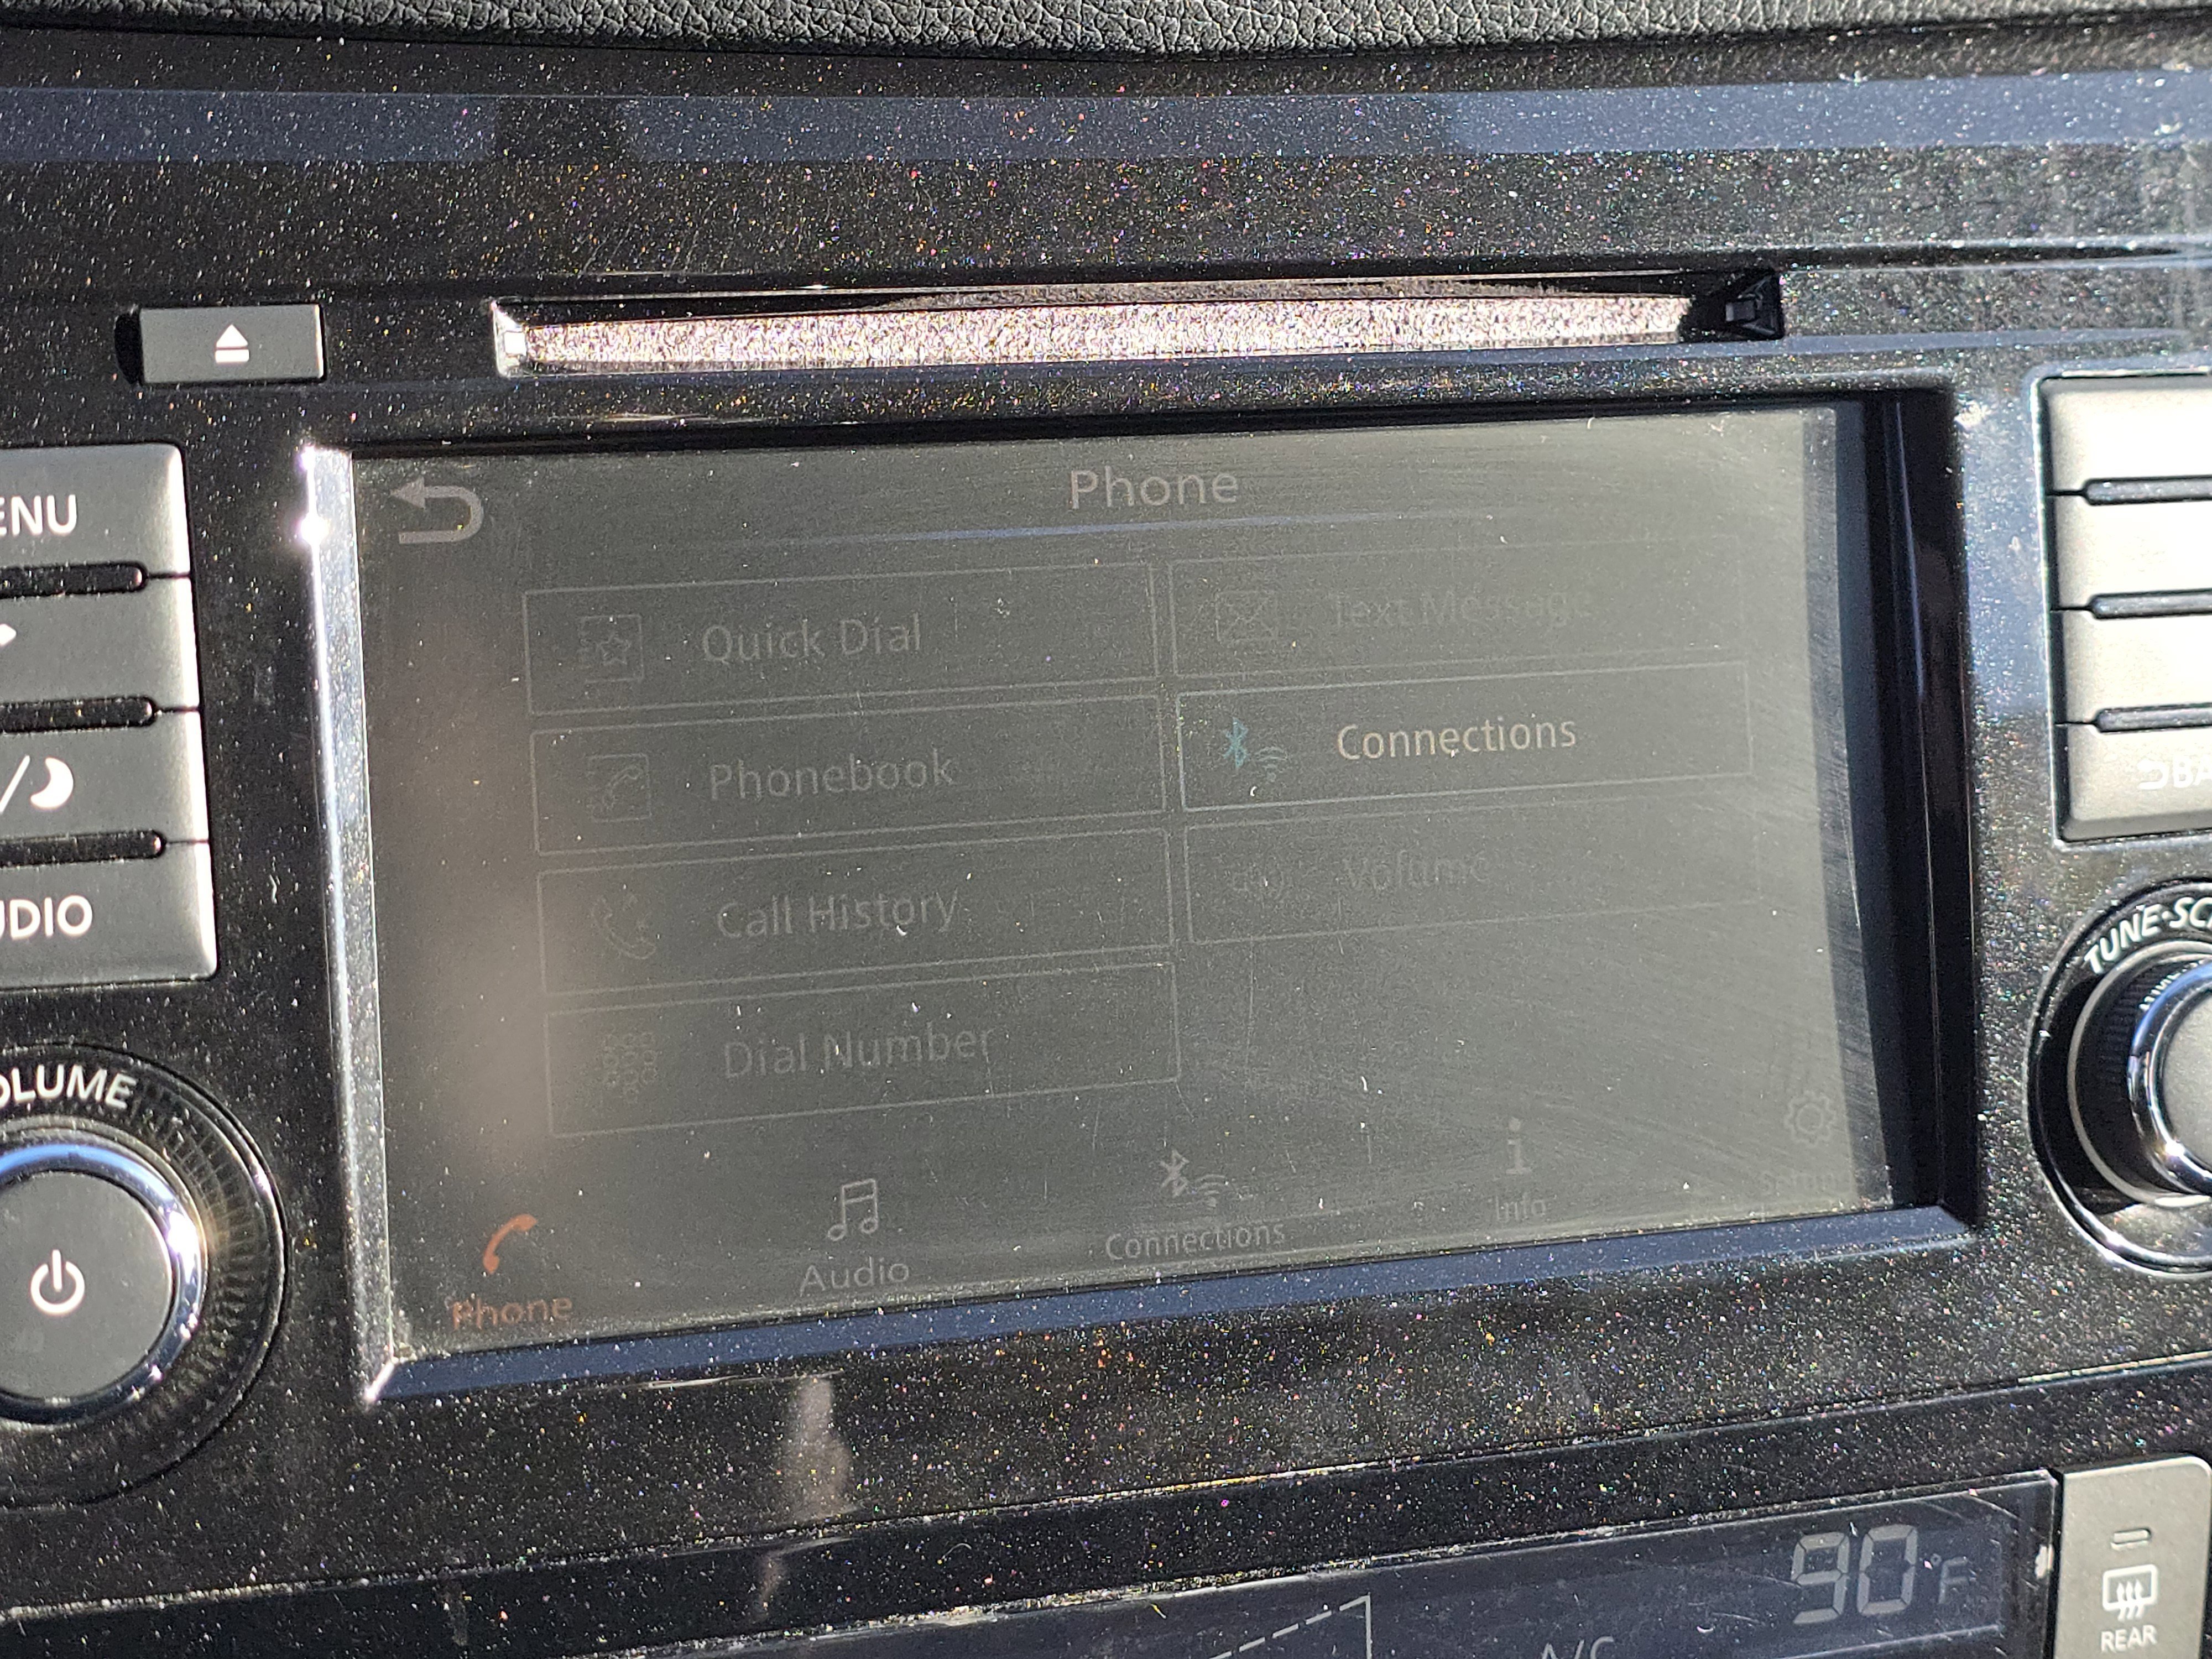 ENU
Phone
Quick Dial
Text Message
Phonebook
Connections
Call History
Volume
Dial Number
Phone
Audio
Connections
Info
UDIO
OLUME
BA
TUNE·SC
90°F
A/C
REAR